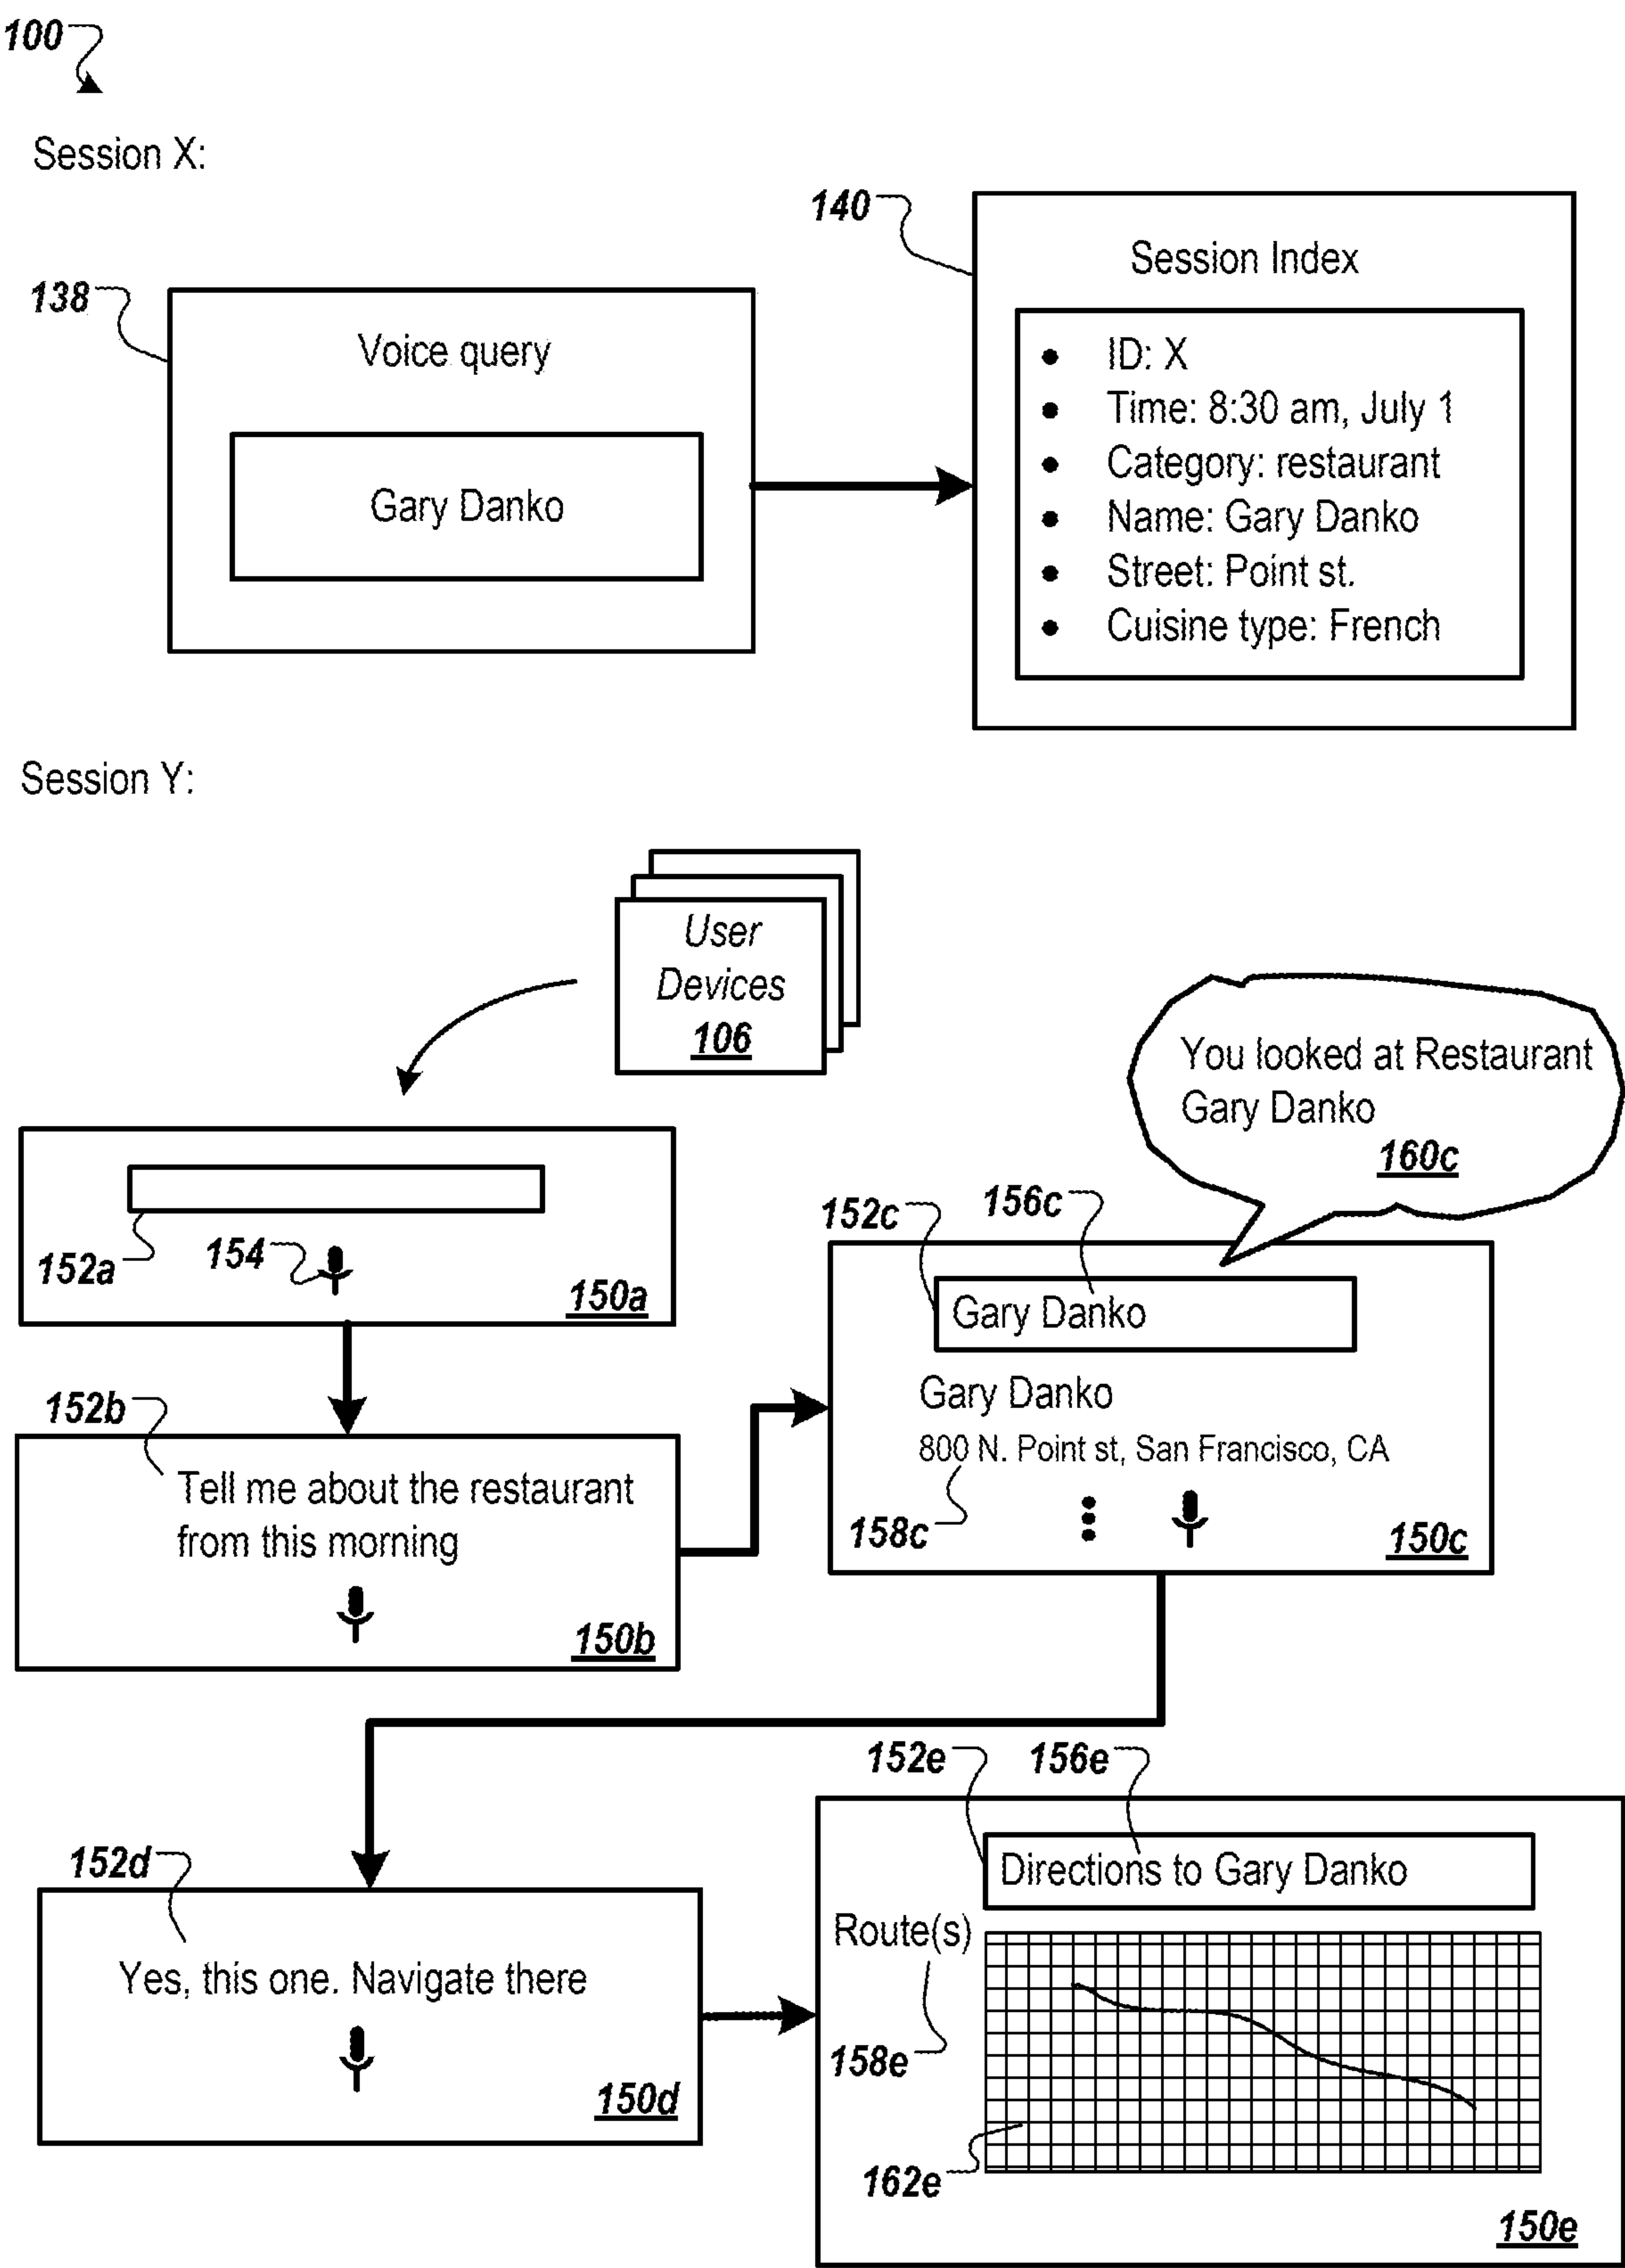 100
Session X:
138
Voice query
Gary Danko
140
Session Index
• ID: X
• Time: 8:30 am, July 1
• Category: restaurant
• Name: Gary Danko
• Street: Point st.
• Cuisine type: French
Session Y:
User
Devices
106
152a
154
150a
152b
Tell me about the restaurant
from this morning
150b
You looked at Restaurant
Gary Danko
160c
152c
156c
Gary Danko
Gary Danko
800 N. Point st, San Francisco, CA
158c
150c
152d
Yes, this one. Navigate there
150d
152e
156e
Directions to Gary Danko
Route(s)
158e
162e
150e